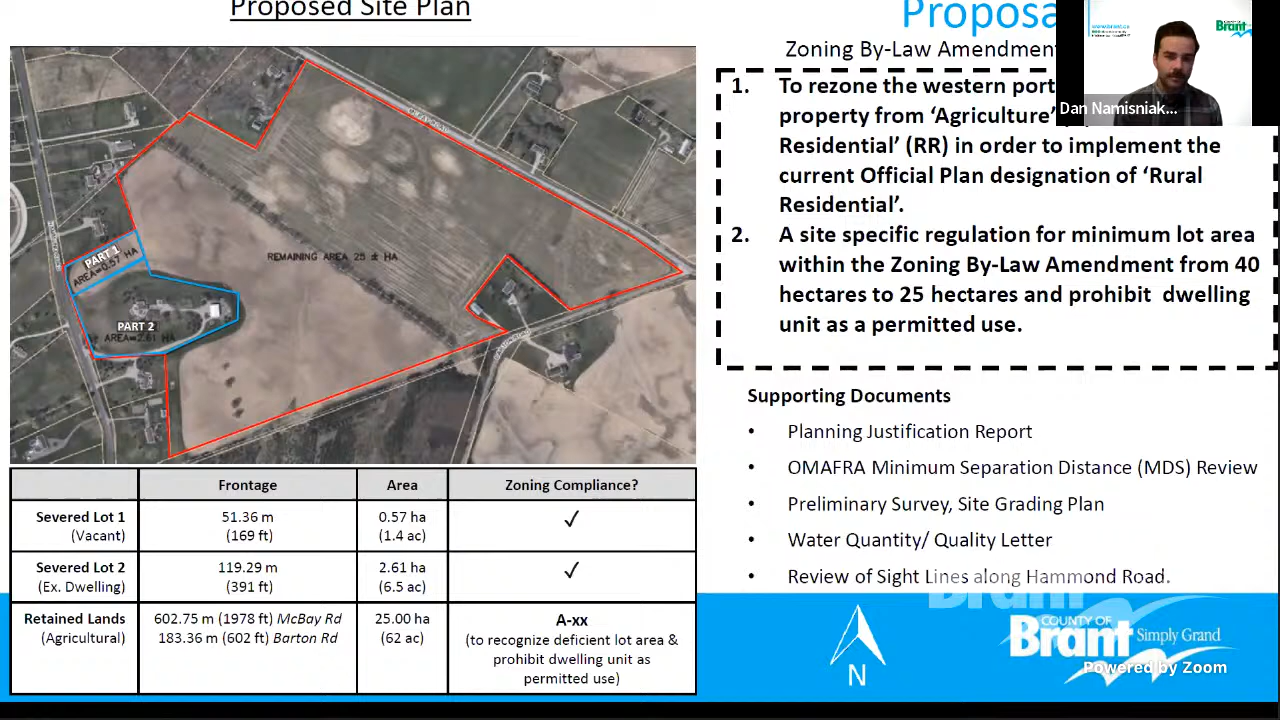 Proposed Site Plan
PART 1
AREA=0.57 HA
REMAINING AREA 25 ± HA
PART 2
AREA=2.61 HA
Frontage Area Zoning Compliance?
Severed Lot 1
(Vacant)
51.36 m
(169 ft)
0.57 ha
(1.4 ac)
✓
Severed Lot 2
(Ex. Dwelling)
119.29 m
(391 ft)
2.61 ha
(6.5 ac)
✓
Retained Lands
(Agricultural)
602.75 m (1978 ft) McBay Rd
183.36 m (602 ft) Barton Rd
25.00 ha
(62 ac)
A-xx
(to recognize deficient lot area &
prohibit dwelling unit as
permitted use)
Proposa
Zoning By-Law Amendment
1. To rezone the western port
property from ‘Agriculture’
Residential’ (RR) in order to implement the
current Official Plan designation of ‘Rural
Residential’.
2. A site specific regulation for minimum lot area
within the Zoning By-Law Amendment from 40
hectares to 25 hectares and prohibit dwelling
unit as a permitted use.
Supporting Documents
• Planning Justification Report
• OMAFRA Minimum Separation Distance (MDS) Review
• Preliminary Survey, Site Grading Plan
• Water Quantity/ Quality Letter
• Review of Sight Lines along Hammond Road.
Brant
Dan Namisniak...
N
Brant
COUNTY OF
Brant Simply Grand
Powered by Zoom